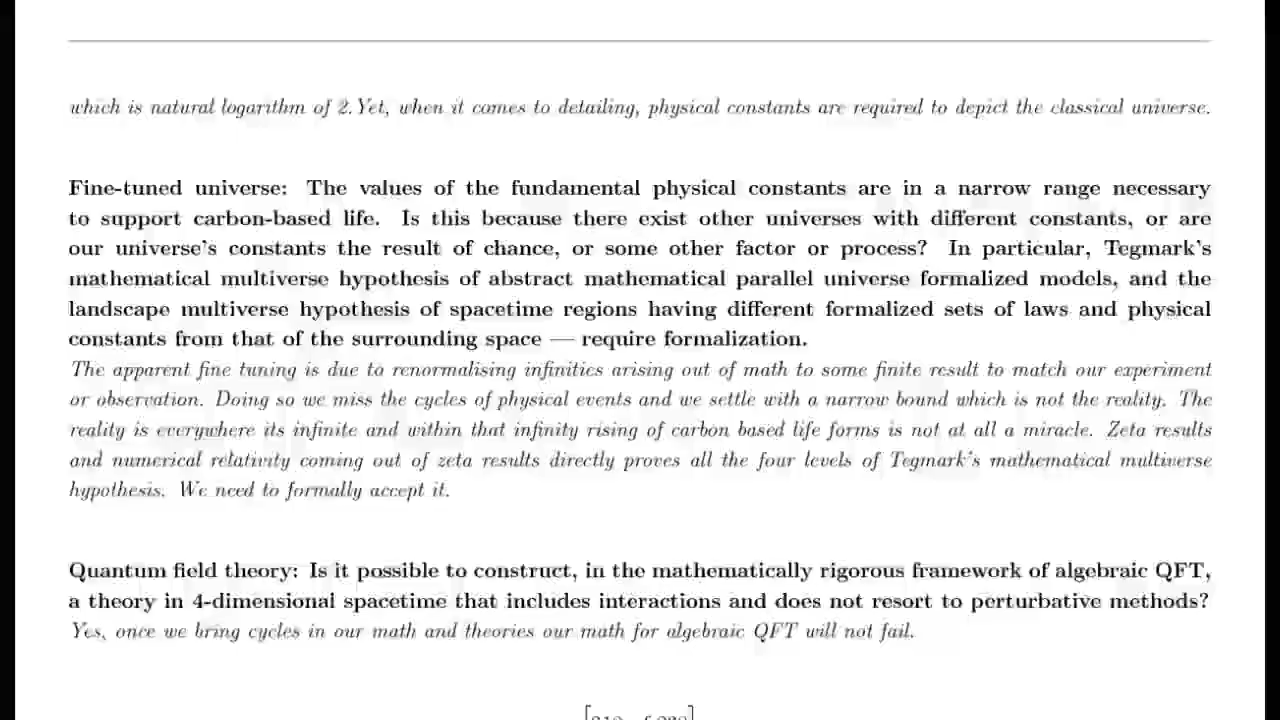 which is natural logarithm of 2. Yet, when it comes to detailing, physical constants are required to depict the classical universe.
Fine-tuned universe: The values of the fundamental physical constants are in a narrow range necessary
to support carbon-based life. Is this because there exist other universes with different constants, or are
our universe's constants the result of chance, or some other factor or process? In particular, Tegmark's
mathematical multiverse hypothesis of abstract mathematical parallel universe formalized models, and the
landscape multiverse hypothesis of spacetime regions having different formalized sets of laws and physical
constants from that of the surrounding space — require formalization.
The apparent fine tuning is due to renormalising infinities arising out of math to some finite result to match our experiment
or observation. Doing so we miss the cycles of physical events and we settle with a narrow bound which is not the reality. The
reality is everywhere its infinite and within that infinity rising of carbon based life forms is not at all a miracle. Zeta results
and numerical relativity coming out of zeta results directly proves all the four levels of Tegmark's mathematical multiverse
hypothesis. We need to formally accept it.
Quantum field theory: Is it possible to construct, in the mathematically rigorous framework of algebraic QFT,
a theory in 4-dimensional spacetime that includes interactions and does not resort to perturbative methods?
Yes, once we bring cycles in our math and theories our math for algebraic QFT will not fail.